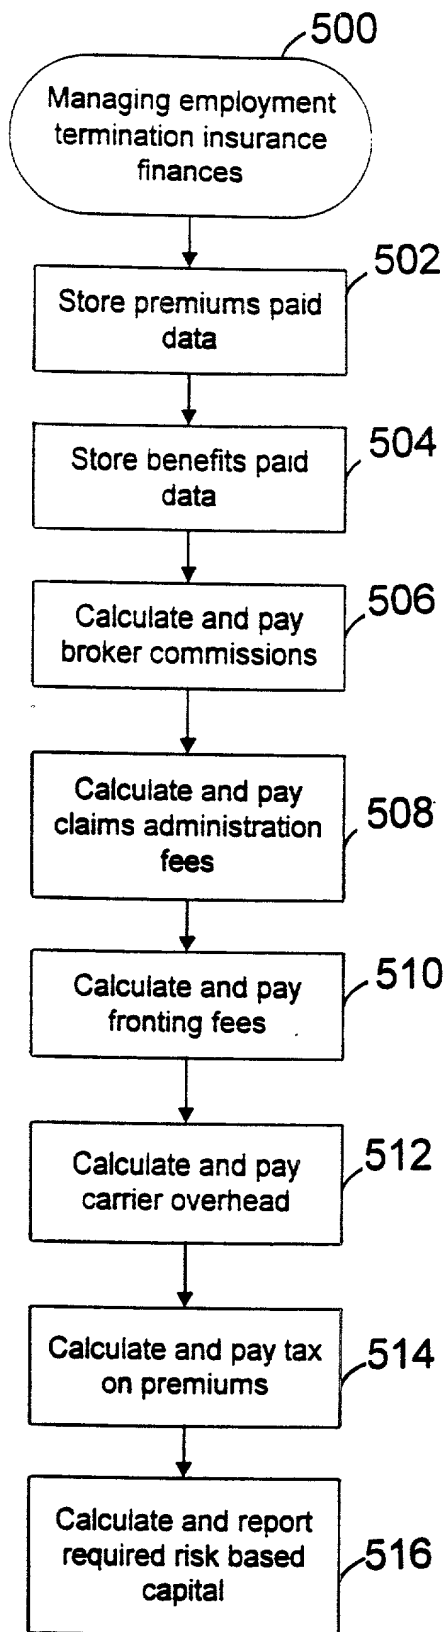 500
Managing employment
termination insurance
finances
502
Store premiums paid
data
504
Store benefits paid
data
506
Calculate and pay
broker commissions
Calculate and pay
claims administration
fees
508
510
Calculate and pay
fronting fees
512
Calculate and pay
carrier overhead
Calculate and pay tax
on premiums
514
Calculate and report
required risk based
capital
516